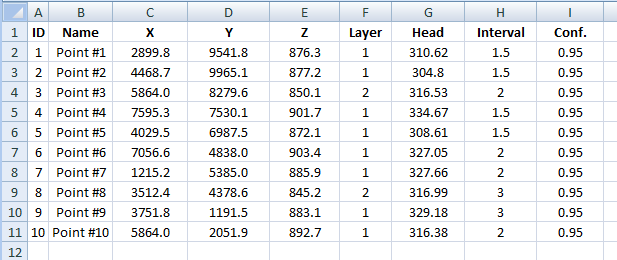 A B C D E F G H I
1 ID Name X Y Z Layer Head Interval Conf.
2 1 Point #1 2899.8 9541.8 876.3 1 310.62 1.5 0.95
3 2 Point #2 4468.7 9965.1 877.2 1 304.8 1.5 0.95
4 3 Point #3 5864.0 8279.6 850.1 2 316.53 2 0.95
5 4 Point #4 7595.3 7530.1 901.7 1 334.67 1.5 0.95
6 5 Point #5 4029.5 6987.5 872.1 1 308.61 1.5 0.95
7 6 Point #6 7056.6 4838.0 903.4 1 327.05 2 0.95
8 7 Point #7 1215.2 5385.0 885.9 1 327.66 2 0.95
9 8 Point #8 3512.4 4378.6 845.2 2 316.99 3 0.95
10 9 Point #9 3751.8 1191.5 883.1 1 329.18 3 0.95
11 10 Point #10 5864.0 2051.9 892.7 1 316.38 2 0.95
12